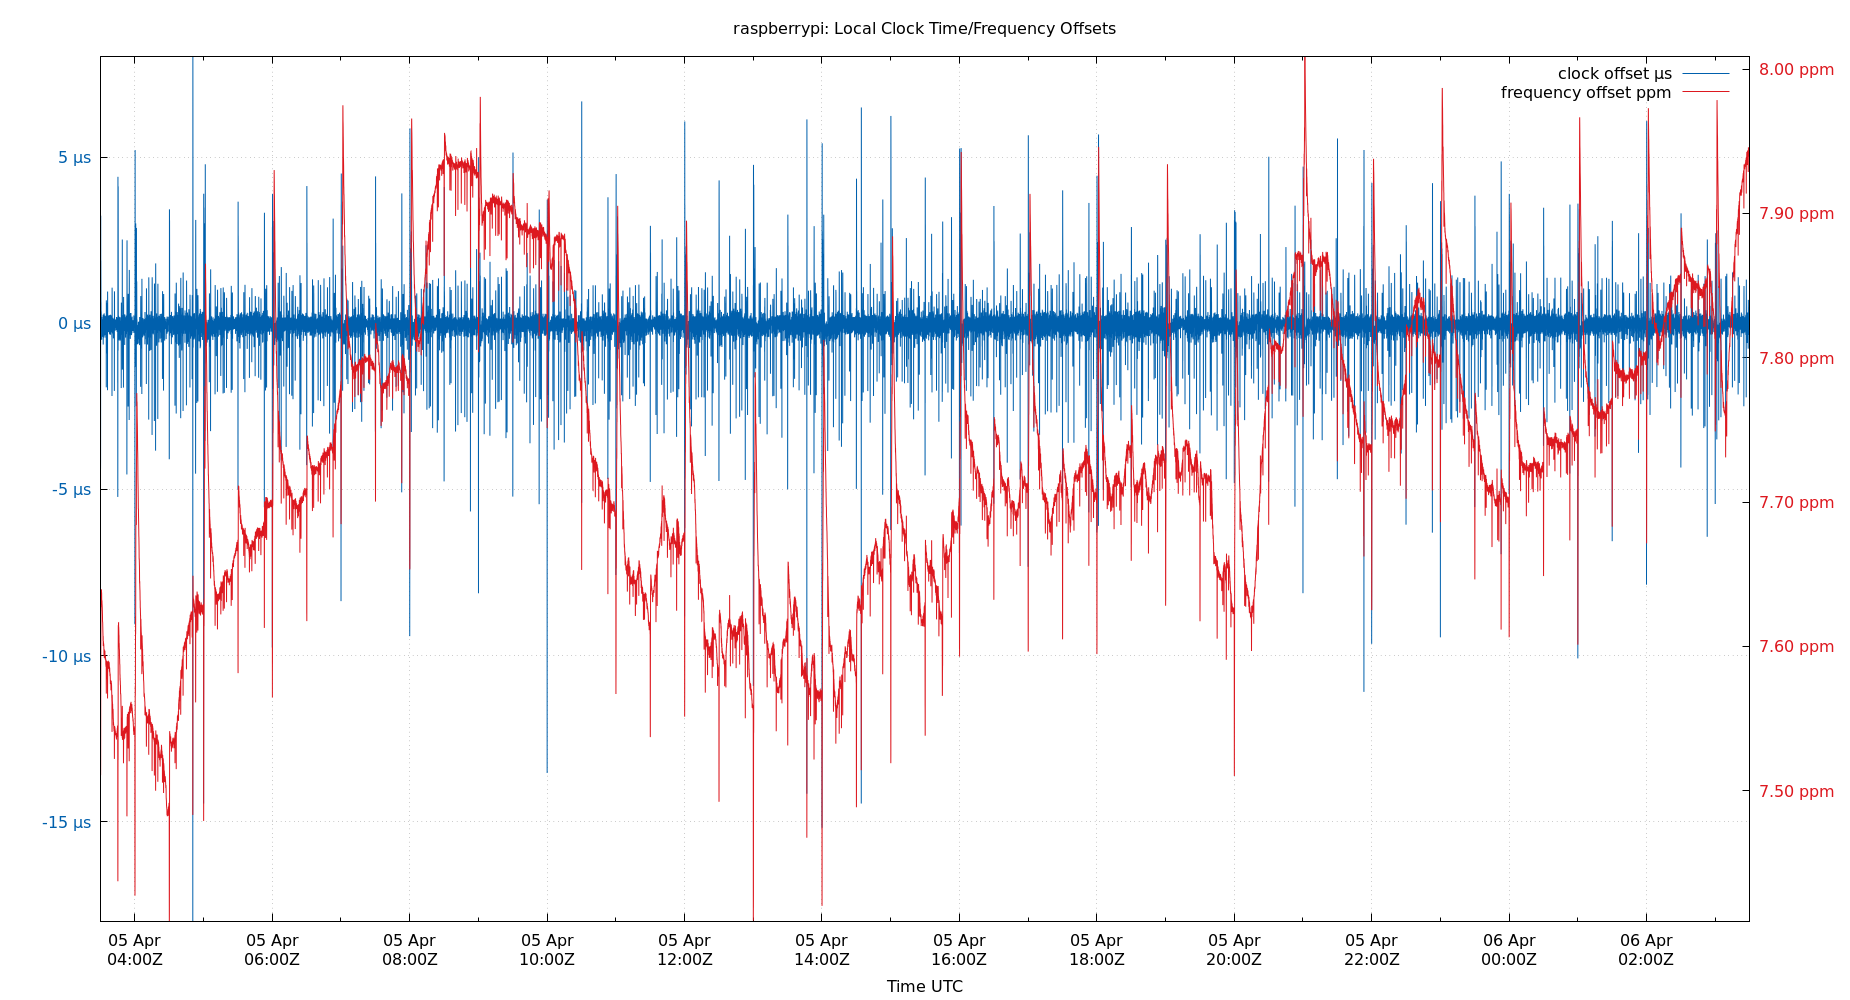 raspberrypi: Local Clock Time/Frequency Offsets
clock offset µs
frequency offset ppm
5 µs
0 µs
-5 µs
-10 µs
-15 µs
8.00 ppm
7.90 ppm
7.80 ppm
7.70 ppm
7.60 ppm
7.50 ppm
05 Apr 05 Apr 05 Apr 05 Apr 05 Apr 05 Apr 05 Apr 05 Apr 05 Apr 05 Apr 06 Apr 06 Apr
04:00Z 06:00Z 08:00Z 10:00Z 12:00Z 14:00Z 16:00Z 18:00Z 20:00Z 22:00Z 00:00Z 02:00Z
Time UTC